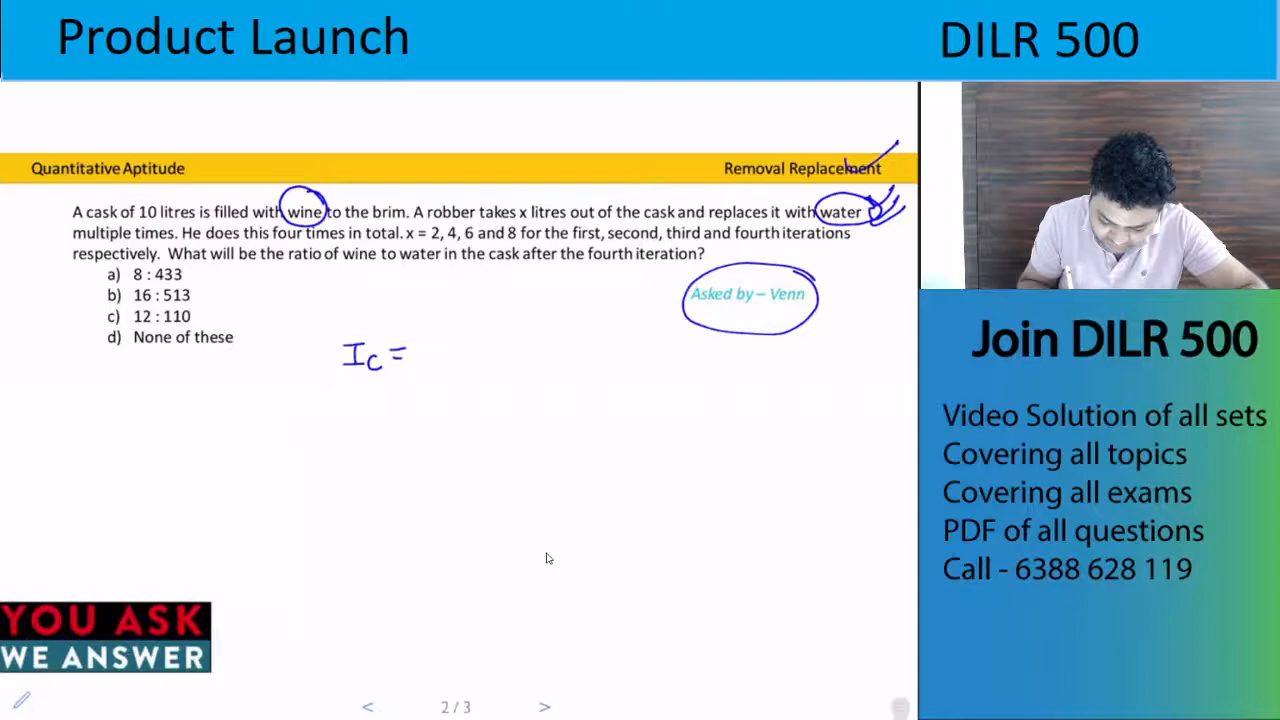 Product Launch
DILR 500
Quantitative Aptitude
Removal Replacement
A cask of 10 litres is filled with wine to the brim. A robber takes x litres out of the cask and replaces it with water
multiple times. He does this four times in total. x = 2, 4, 6 and 8 for the first, second, third and fourth iterations
respectively. What will be the ratio of wine to water in the cask after the fourth iteration?
a) 8 : 433
b) 16 : 513
c) 12 : 110
d) None of these
Asked by – Venn
Ic =
Join DILR 500
Video Solution of all sets
Covering all topics
Covering all exams
PDF of all questions
Call - 6388 628 119
YOU ASK
WE ANSWER
< 2 / 3 >